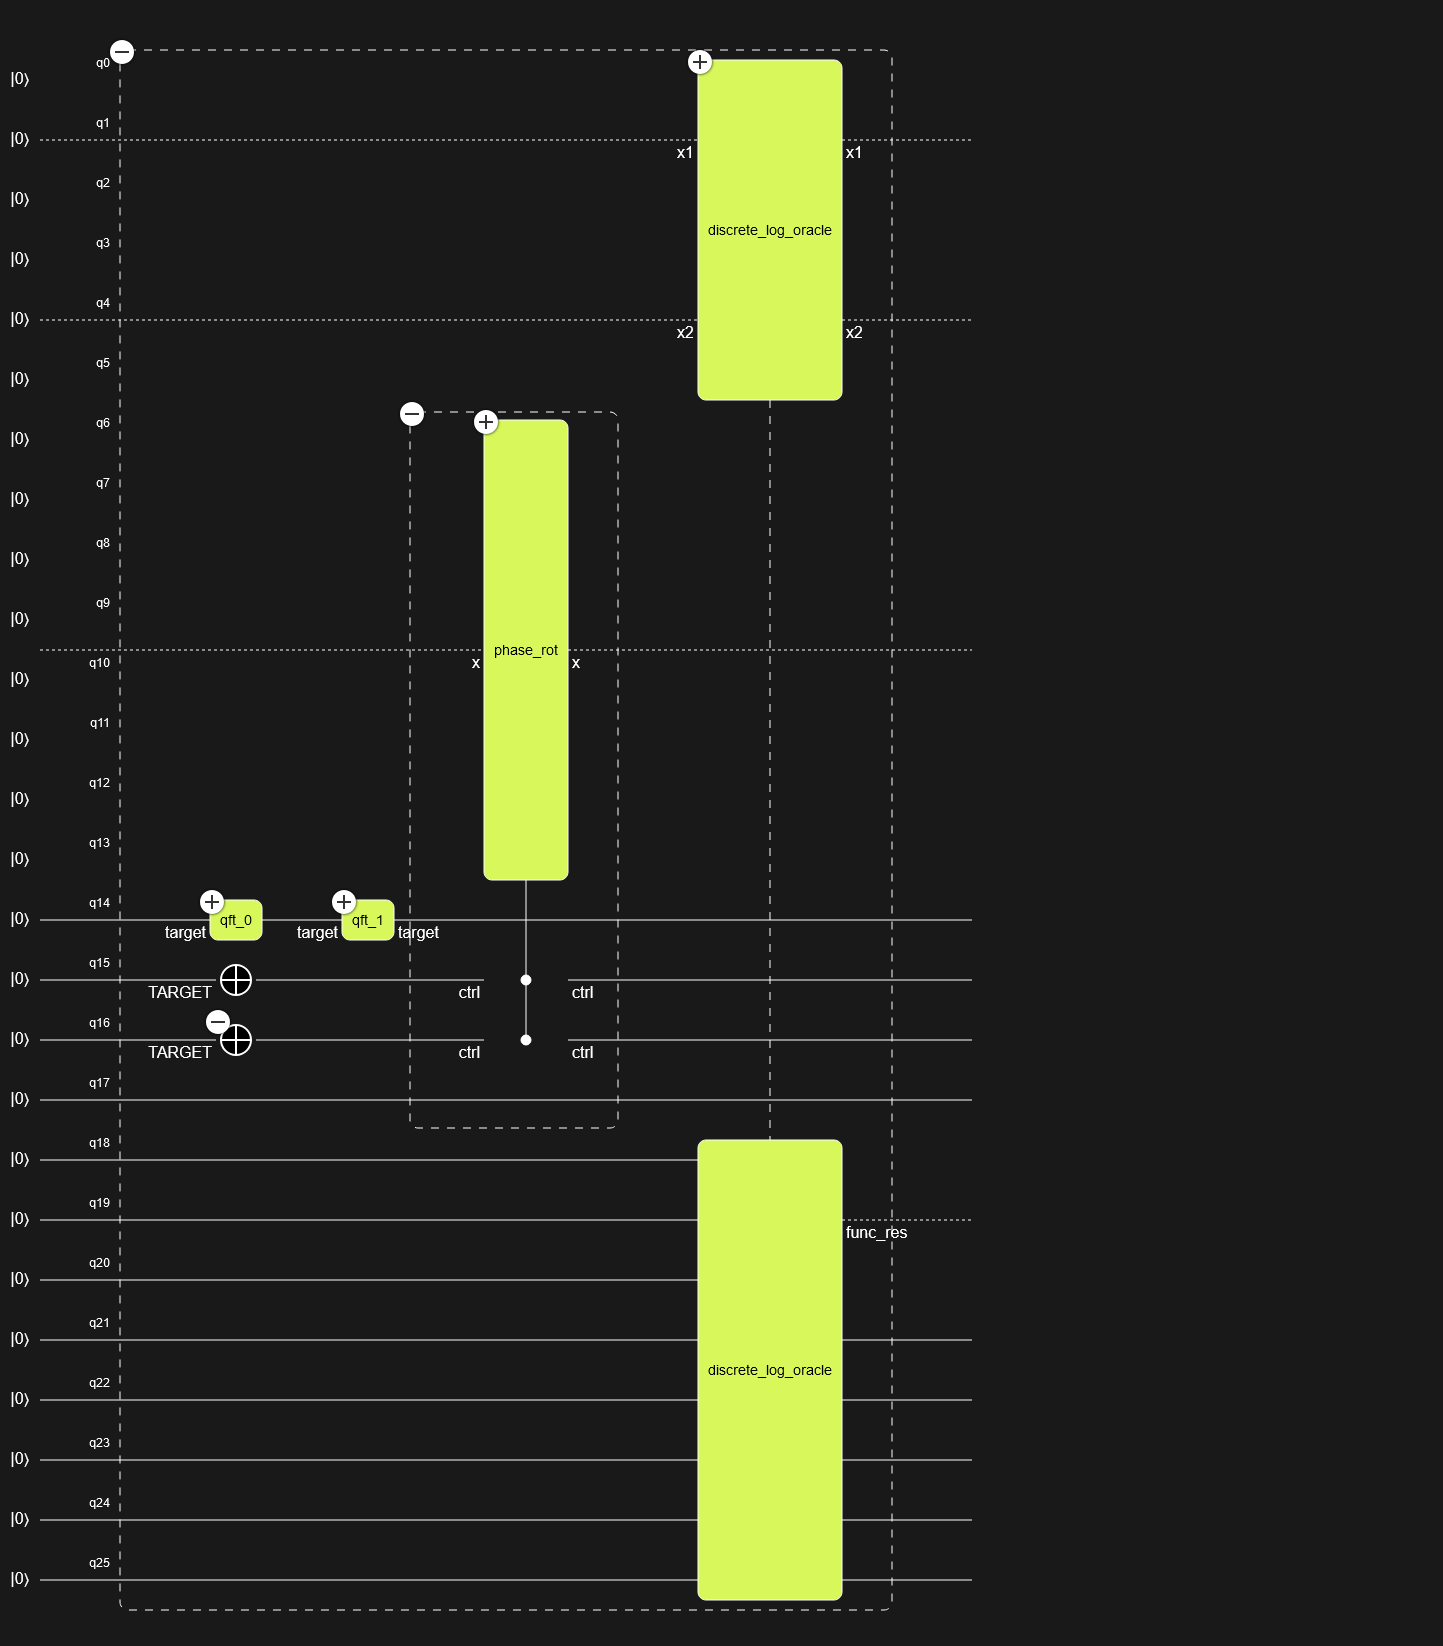 q0
|0⟩
q1
|0⟩
x1 x1
q2
|0⟩
discrete_log_oracle
q3
|0⟩
q4
|0⟩
x2 x2
q5
|0⟩
q6
|0⟩
q7
|0⟩
q8
|0⟩
q9
|0⟩
phase_rot
q10 x x
|0⟩
q11
|0⟩
q12
|0⟩
q13
|0⟩
q14
|0⟩ qft_0 qft_1
target target target
q15
|0⟩
TARGET ctrl ctrl
q16
|0⟩
TARGET ctrl ctrl
q17
|0⟩
q18
|0⟩
q19
|0⟩
func_res
q20
|0⟩
q21
|0⟩
discrete_log_oracle
q22
|0⟩
q23
|0⟩
q24
|0⟩
q25
|0⟩